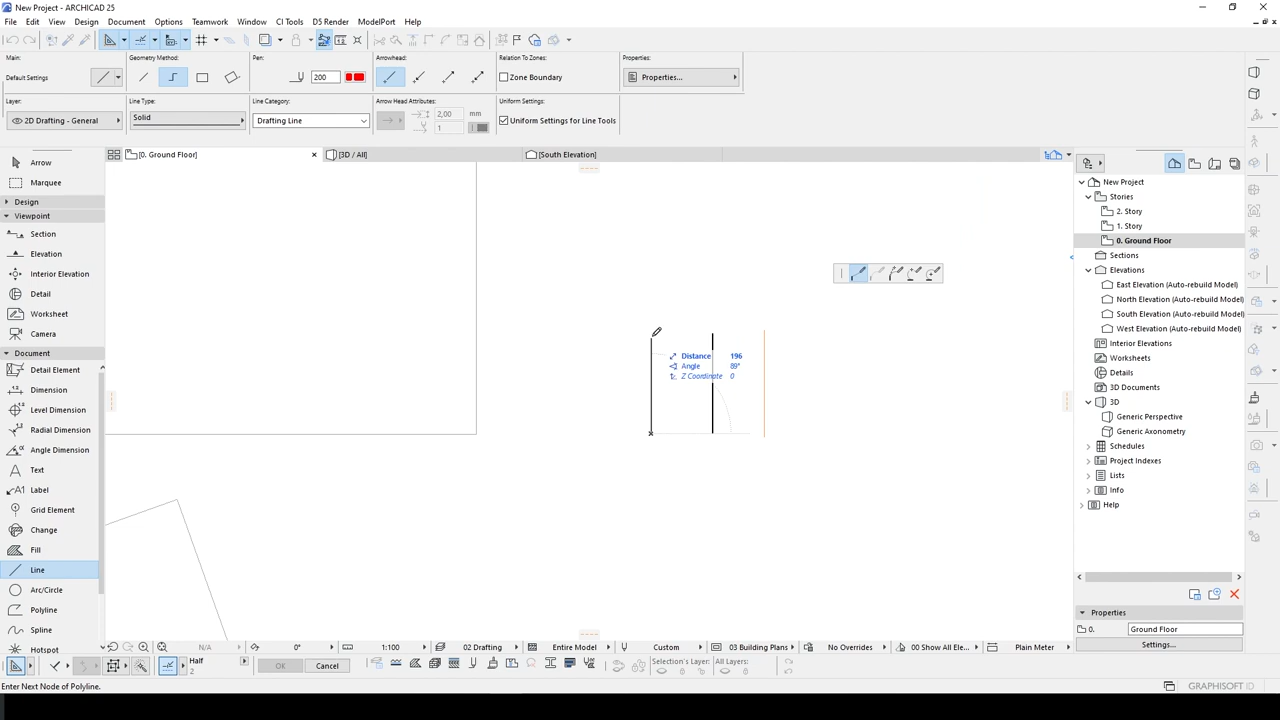 New Project - ARCHICAD 25
File Edit View Design Document Options Teamwork Window CI Tools D5 Render ModelPort Help
Main: Geometry Method: Pen: Arrowhead: Relation To Zones: Properties:
Default Settings 200 Zone Boundary Properties...
Layer: Line Type: Line Category: Arrow Head Attributes: Uniform Settings:
2D Drafting - General Solid Drafting Line 2,00 mm Uniform Settings for Line Tools
1
[0. Ground Floor] [3D / All] [South Elevation]
Arrow
Marquee
Design
Viewpoint
Section
Elevation
Interior Elevation
Detail
Worksheet
Camera
Document
Detail Element
Dimension
Level Dimension
Radial Dimension
Angle Dimension
Text
Label
Grid Element
Change
Fill
Line
Arc/Circle
Polyline
Spline
Hotspot
Distance 196
Angle 89°
Z Coordinate 0
New Project
Stories
2. Story
1. Story
0. Ground Floor
Sections
Elevations
East Elevation (Auto-rebuild Model)
North Elevation (Auto-rebuild Model)
South Elevation (Auto-rebuild Model)
West Elevation (Auto-rebuild Model)
Interior Elevations
Worksheets
Details
3D Documents
3D
Generic Perspective
Generic Axonometry
Schedules
Project Indexes
Lists
Info
Help
Properties
0. Ground Floor
Settings...
N/A 0° 1:100 02 Drafting Entire Model Custom 03 Building Plans No Overrides 00 Show All Ele... Plain Meter
Half
2
OK Cancel Selection's Layer: All Layers:
Enter Next Node of Polyline.
GRAPHISOFT